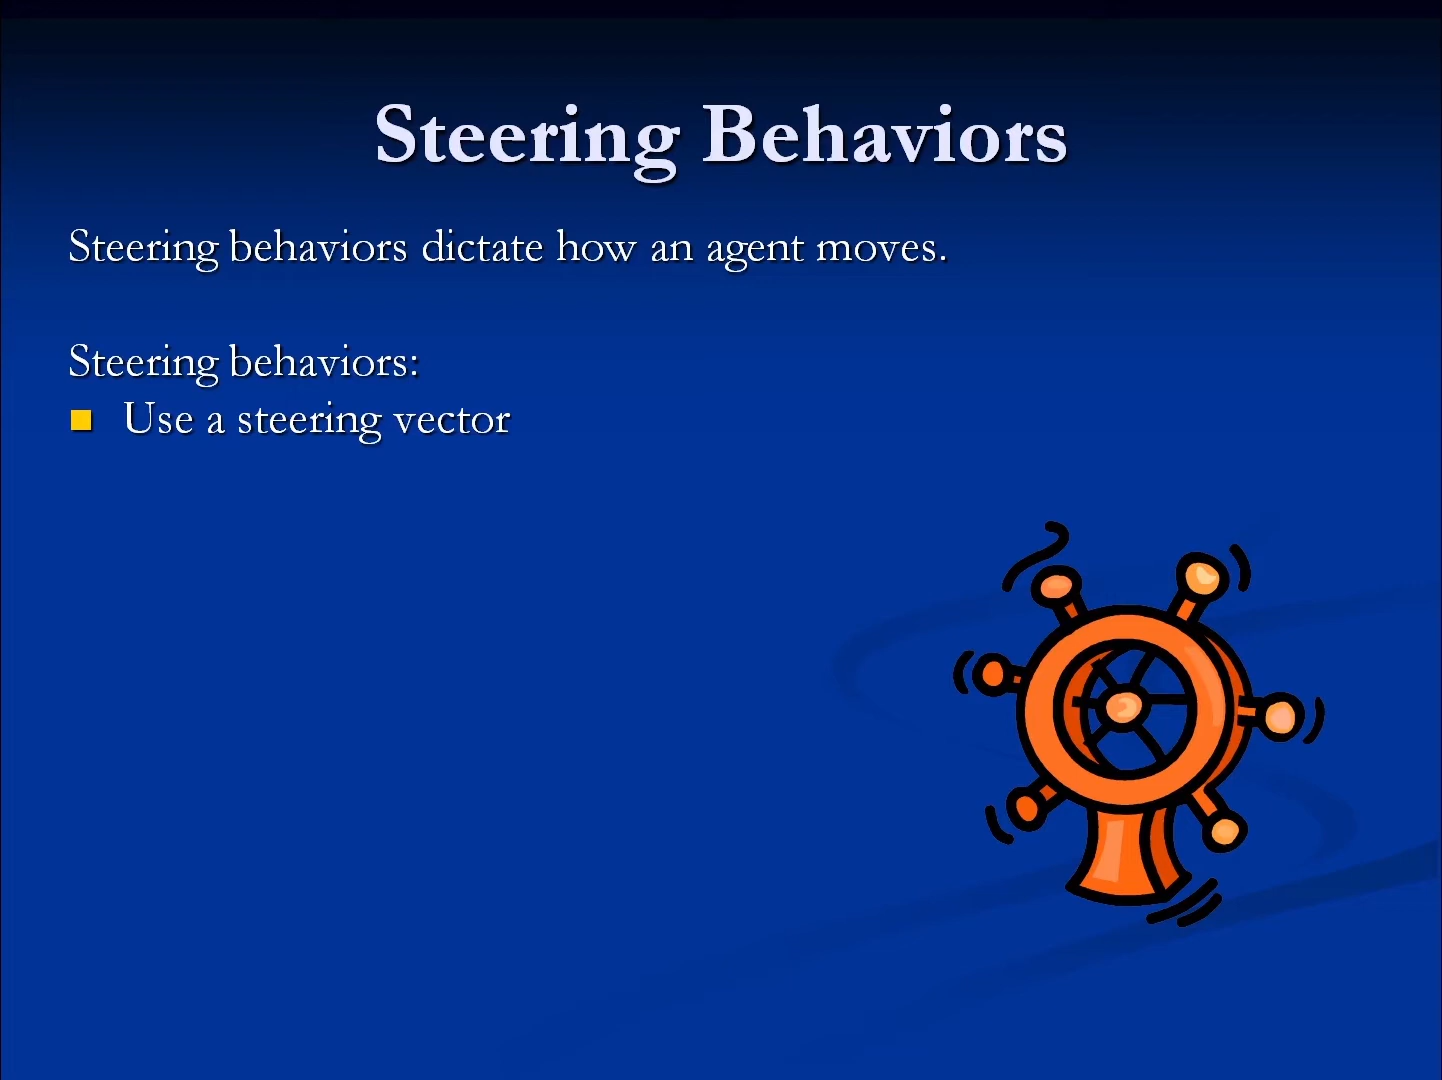 Steering Behaviors
Steering behaviors dictate how an agent moves.
Steering behaviors:
Use a steering vector